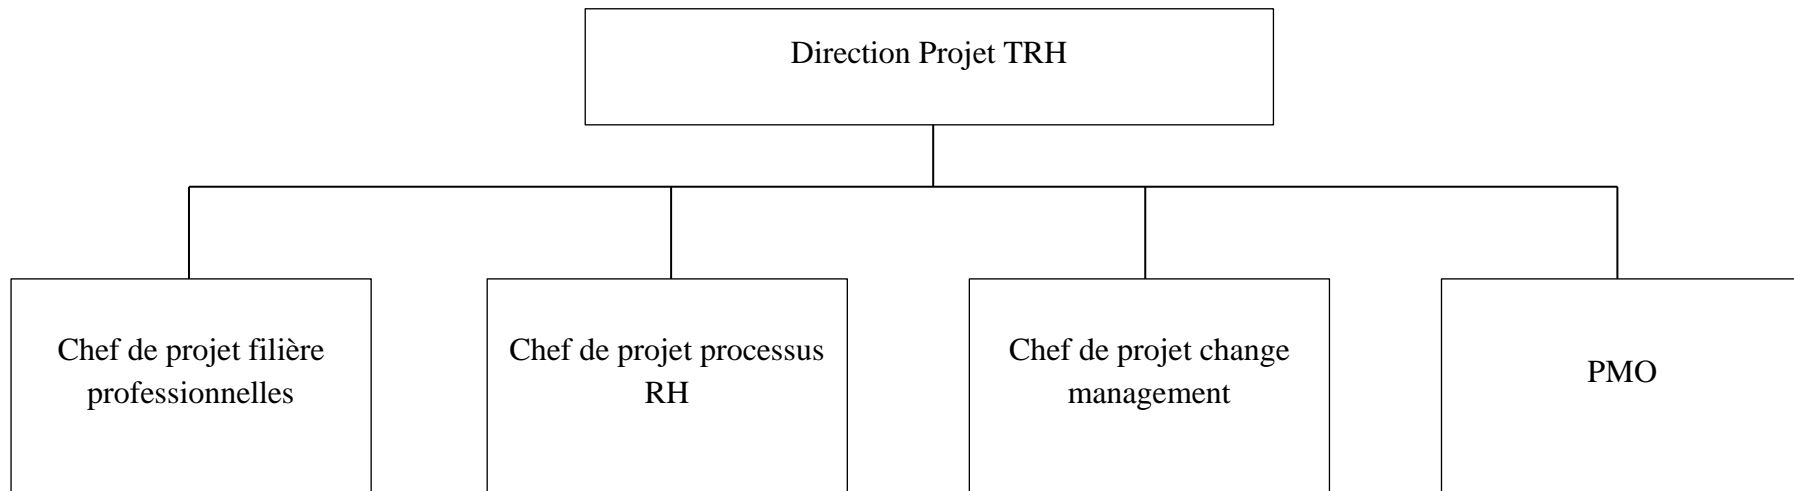 Direction Projet TRH
Chef de projet filière
professionnelles
Chef de projet processus
RH
Chef de projet change
management
PMO